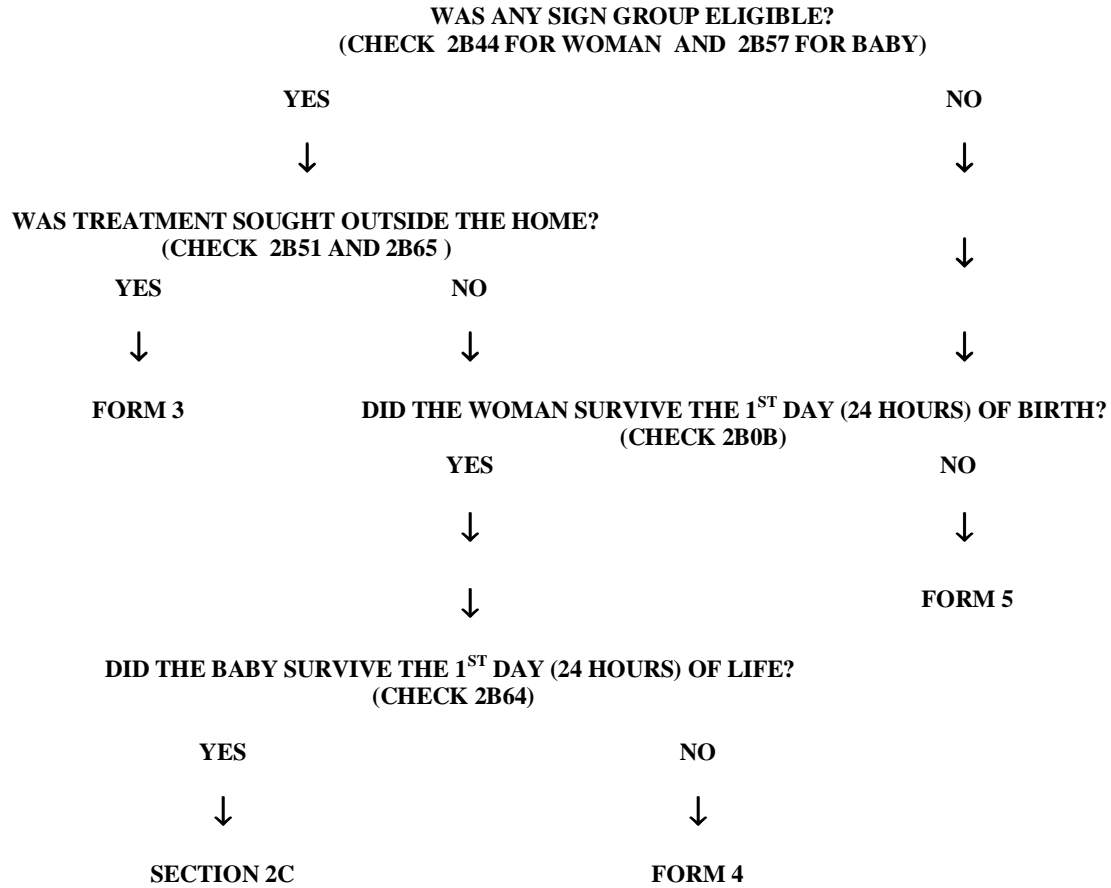 WAS ANY SIGN GROUP ELIGIBLE?
(CHECK 2B44 FOR WOMAN AND 2B57 FOR BABY)
YES NO
↓ ↓
WAS TREATMENT SOUGHT OUTSIDE THE HOME?
(CHECK 2B51 AND 2B65 )
↓
YES NO
↓ ↓ ↓
FORM 3 DID THE WOMAN SURVIVE THE 1ST DAY (24 HOURS) OF BIRTH?
(CHECK 2B0B)
YES NO
↓ ↓
↓ FORM 5
DID THE BABY SURVIVE THE 1ST DAY (24 HOURS) OF LIFE?
(CHECK 2B64)
YES NO
↓ ↓
SECTION 2C FORM 4